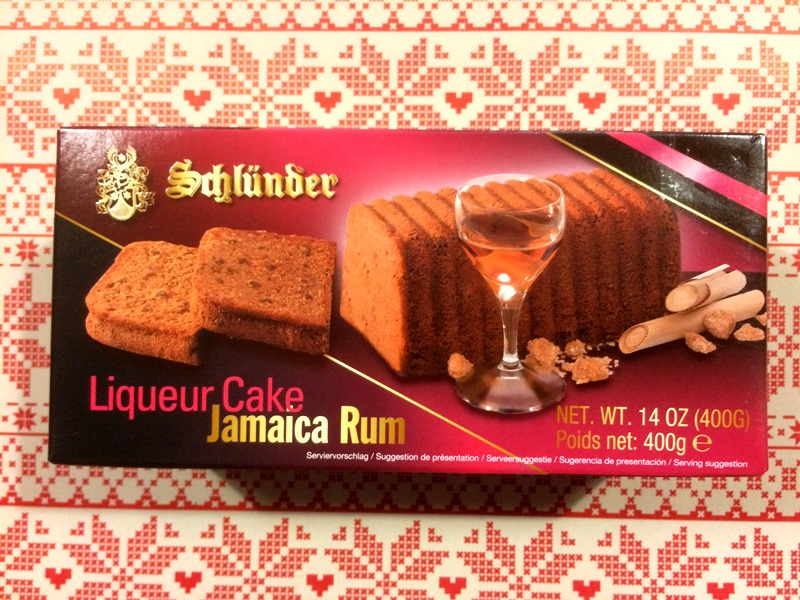 Schlünder
Liqueur Cake
Jamaica Rum
NET. WT. 14 OZ (400G)
Poids net: 400g ℮
Serviervorschlag / Suggestion de présentation / Serveersuggestie / Sugerencia de presentación / Serving suggestion